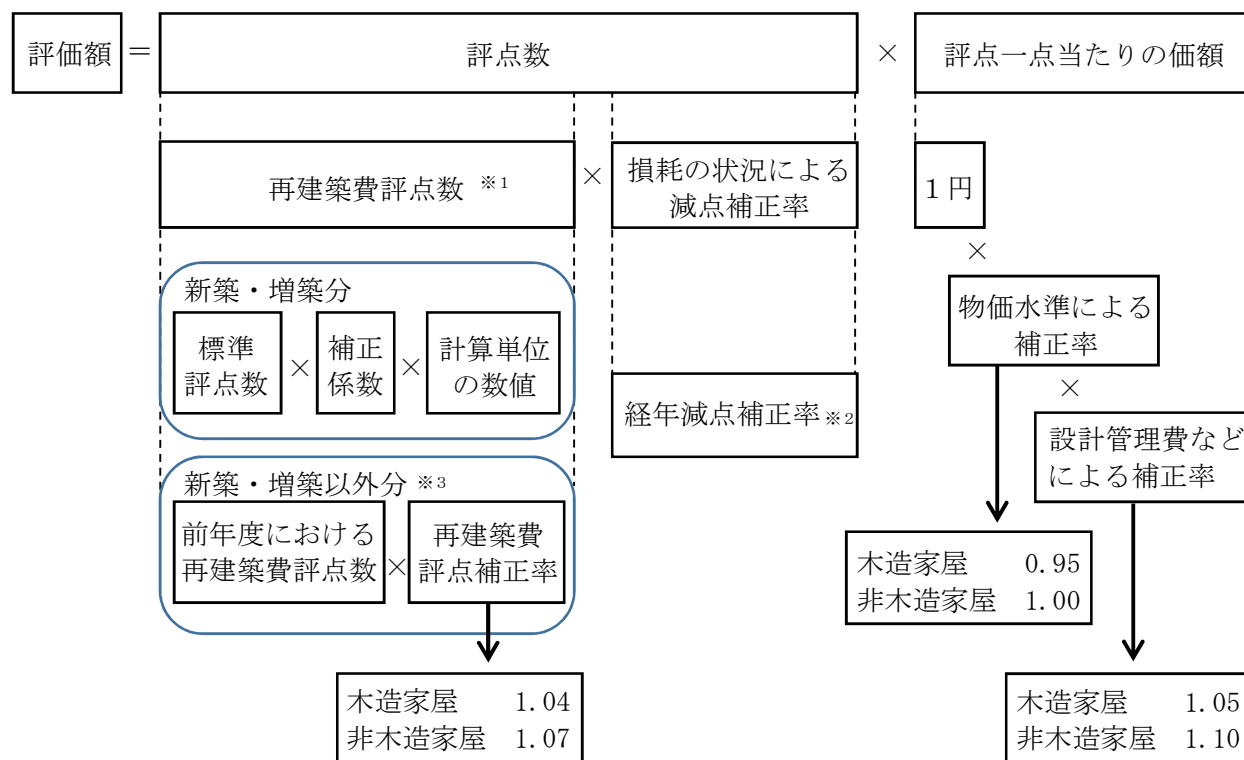 評価額 = 評点数 × 評点一点当たりの価額
再建築費評点数 ※1 × 損耗の状況による
減点補正率
1円
×
新築・増築分
標準
評点数
×
補正
係数
×
計算単位
の数値
物価水準による
補正率
×
経年減点補正率※2
設計管理費など
による補正率
新築・増築以外分 ※3
前年度における
再建築費評点数
×
再建築費
評点補正率
木造家屋 0.95
非木造家屋 1.00
木造家屋 1.04
非木造家屋 1.07
木造家屋 1.05
非木造家屋 1.10